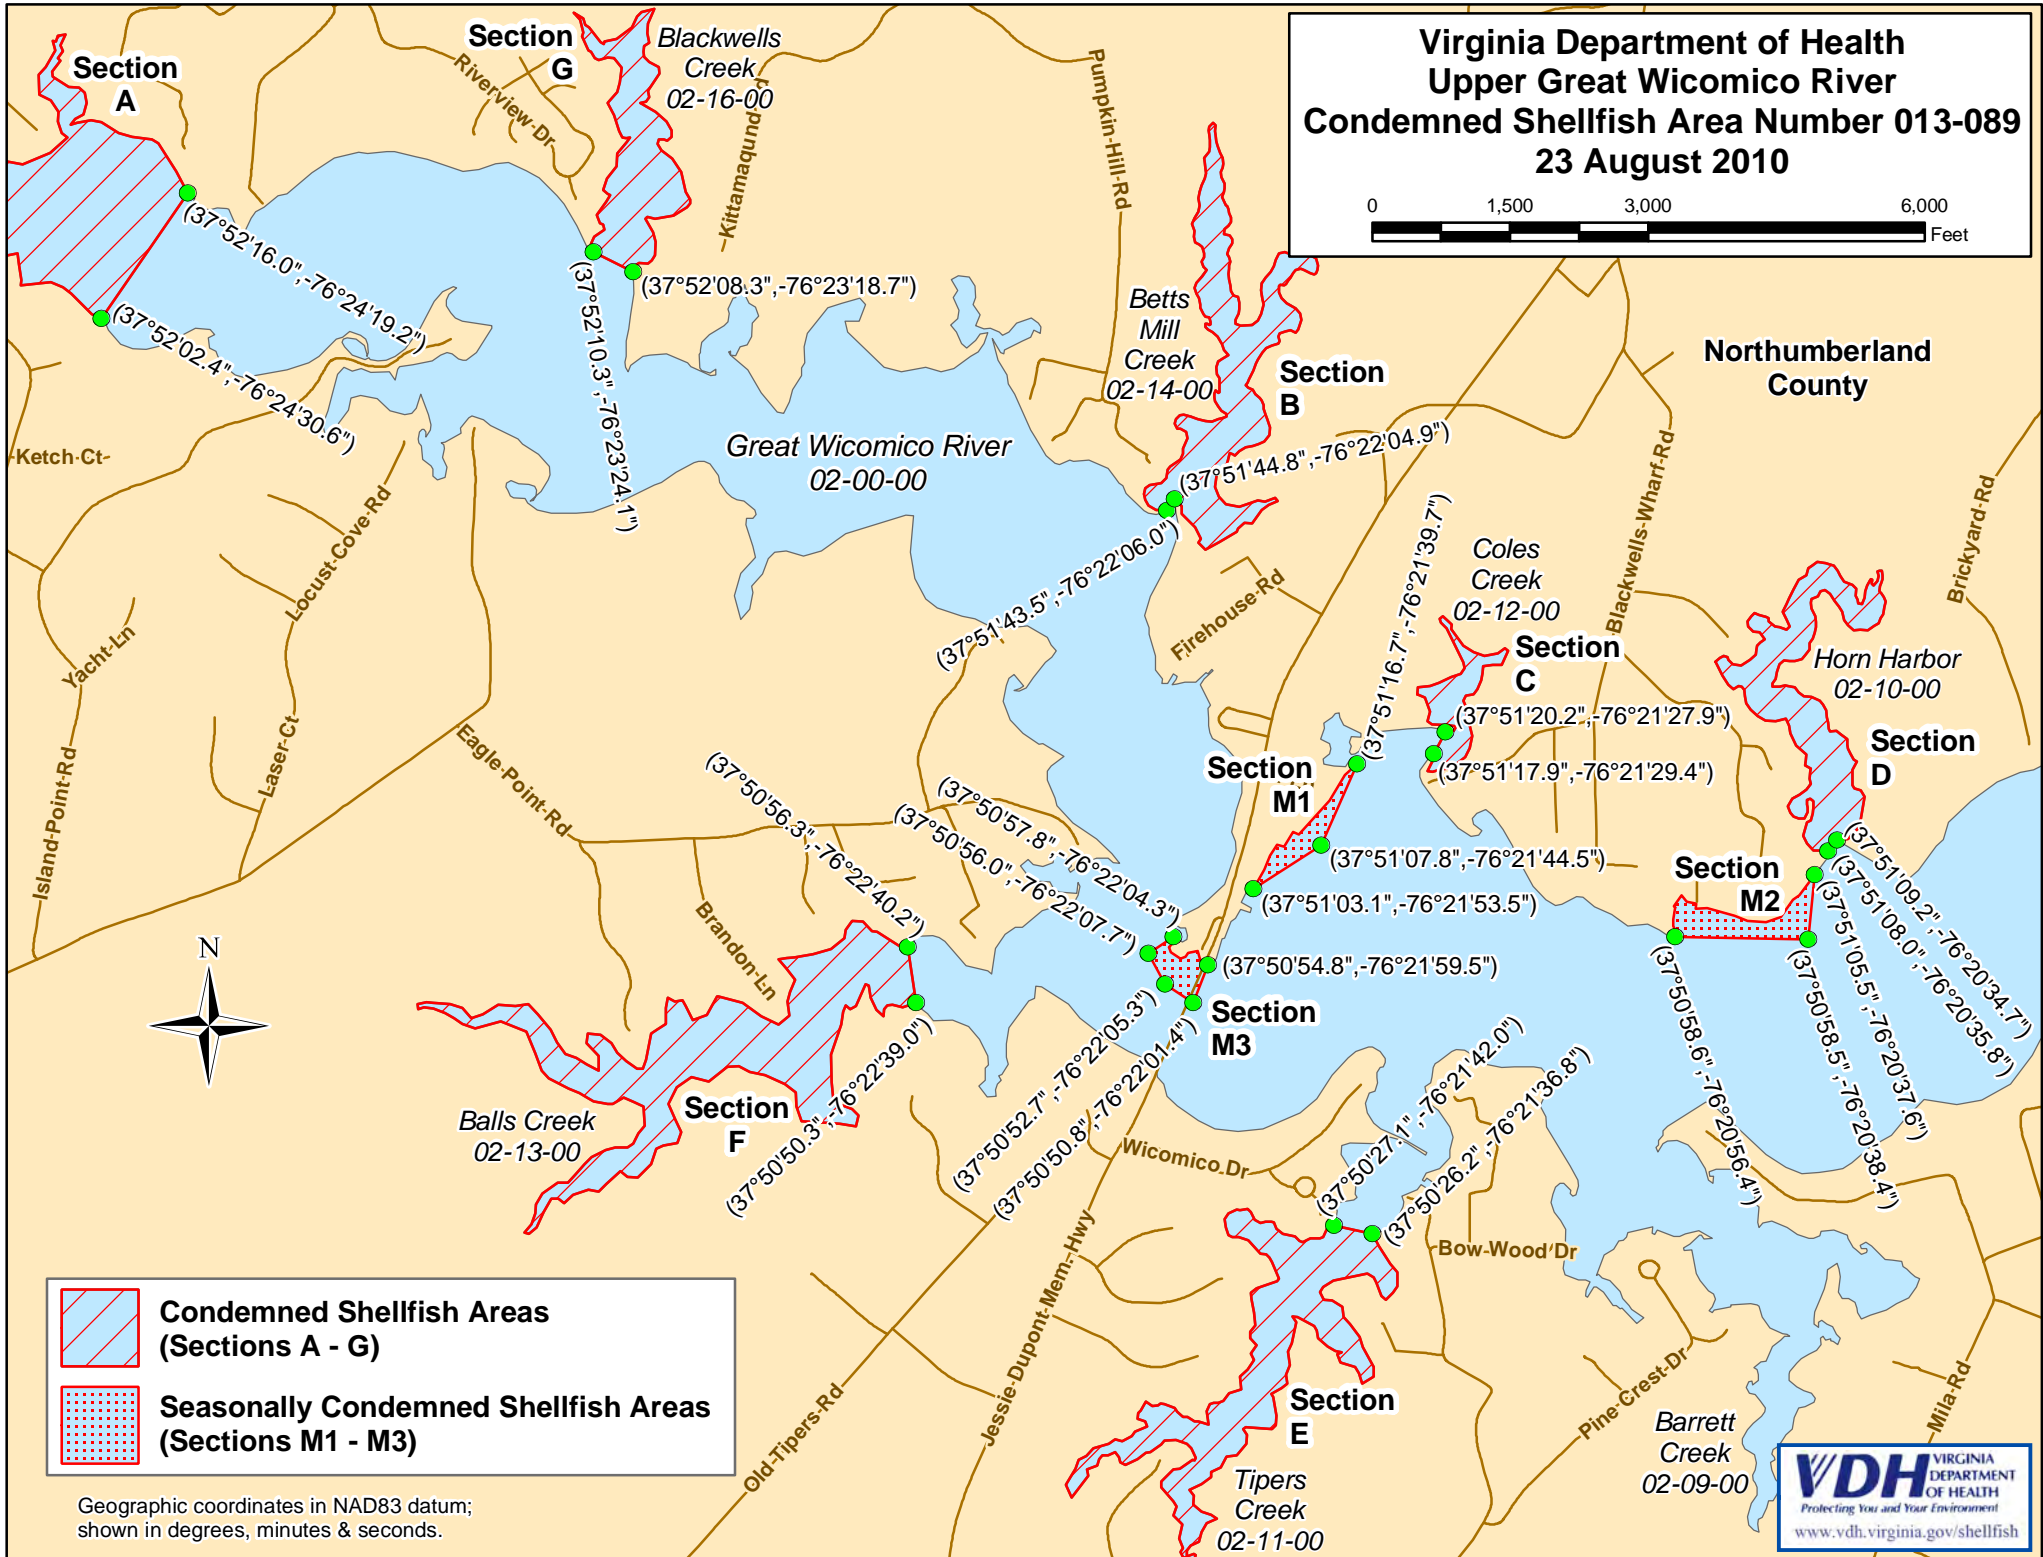 Virginia Department of Health
Upper Great Wicomico River
Condemned Shellfish Area Number 013-089
23 August 2010
0 1,500 3,000 6,000
Feet
Section
A
Section
G
Blackwells
Creek
02-16-00
Riverview Dr
Kittamaqund Tr
Pumpkin Hill Rd
(37°52'16.0",-76°24'19.2")
(37°52'02.4",-76°24'30.6")
(37°52'10.3",-76°23'24.1")
(37°52'08.3",-76°23'18.7")
Betts
Mill
Creek
02-14-00
Section
B
Northumberland
County
Great Wicomico River
02-00-00
(37°51'44.8",-76°22'04.9")
(37°51'43.5",-76°22'06.0")
Ketch Ct
Locust Cove Rd
Yacht Ln
Laser Ct
Island Point Rd
Eagle Point Rd
Brandon Ln
Firehouse Rd
Blackwells Wharf Rd
Brickyard Rd
(37°51'16.7",-76°21'39.7")
Coles
Creek
02-12-00
Section
C
(37°51'20.2",-76°21'27.9")
(37°51'17.9",-76°21'29.4")
Horn Harbor
02-10-00
Section
D
Section
M1
(37°51'07.8",-76°21'44.5")
(37°51'03.1",-76°21'53.5")
Section
M2
(37°51'09.2",-76°20'34.7")
(37°51'08.0",-76°20'35.8")
(37°51'05.5",-76°20'37.6")
(37°50'58.5",-76°20'38.4")
(37°50'58.6",-76°20'56.4")
(37°50'56.3",-76°22'40.2")
(37°50'56.0",-76°22'07.7")
(37°50'57.8",-76°22'04.3")
(37°50'54.8",-76°21'59.5")
Section
M3
(37°50'52.7",-76°22'05.3")
(37°50'50.8",-76°22'01.4")
(37°50'50.3",-76°22'39.0")
N
Balls Creek
02-13-00
Section
F
Wicomico Dr
(37°50'27.1",-76°21'42.0")
(37°50'26.2",-76°21'36.8")
Bow Wood Dr
Jessie Dupont Mem. Hwy
Old Tipers Rd
Pine Crest Dr
Mila Rd
Section
E
Tipers
Creek
02-11-00
Barrett
Creek
02-09-00
Condemned Shellfish Areas
(Sections A - G)
Seasonally Condemned Shellfish Areas
(Sections M1 - M3)
Geographic coordinates in NAD83 datum;
shown in degrees, minutes & seconds.
VDH VIRGINIA
DEPARTMENT
OF HEALTH
Protecting You and Your Environment
www.vdh.virginia.gov/shellfish